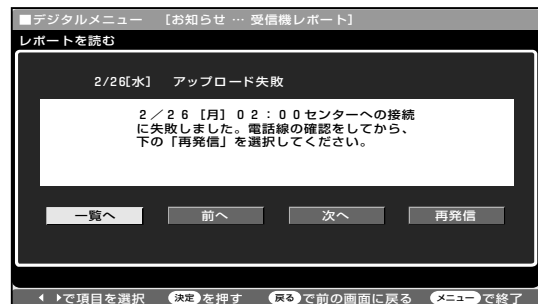 ■デジタルメニュー ［お知らせ … 受信機レポート］
レポートを読む
2/26[水] アップロード失敗
２／２６［月］０２：００センターへの接続
に失敗しました。電話線の確認をしてから、
下の「再発信」を選択してください。
一覧へ 前へ 次へ 再発信
で項目を選択 決定 を押す 戻る で前の画面に戻る メニュー で終了